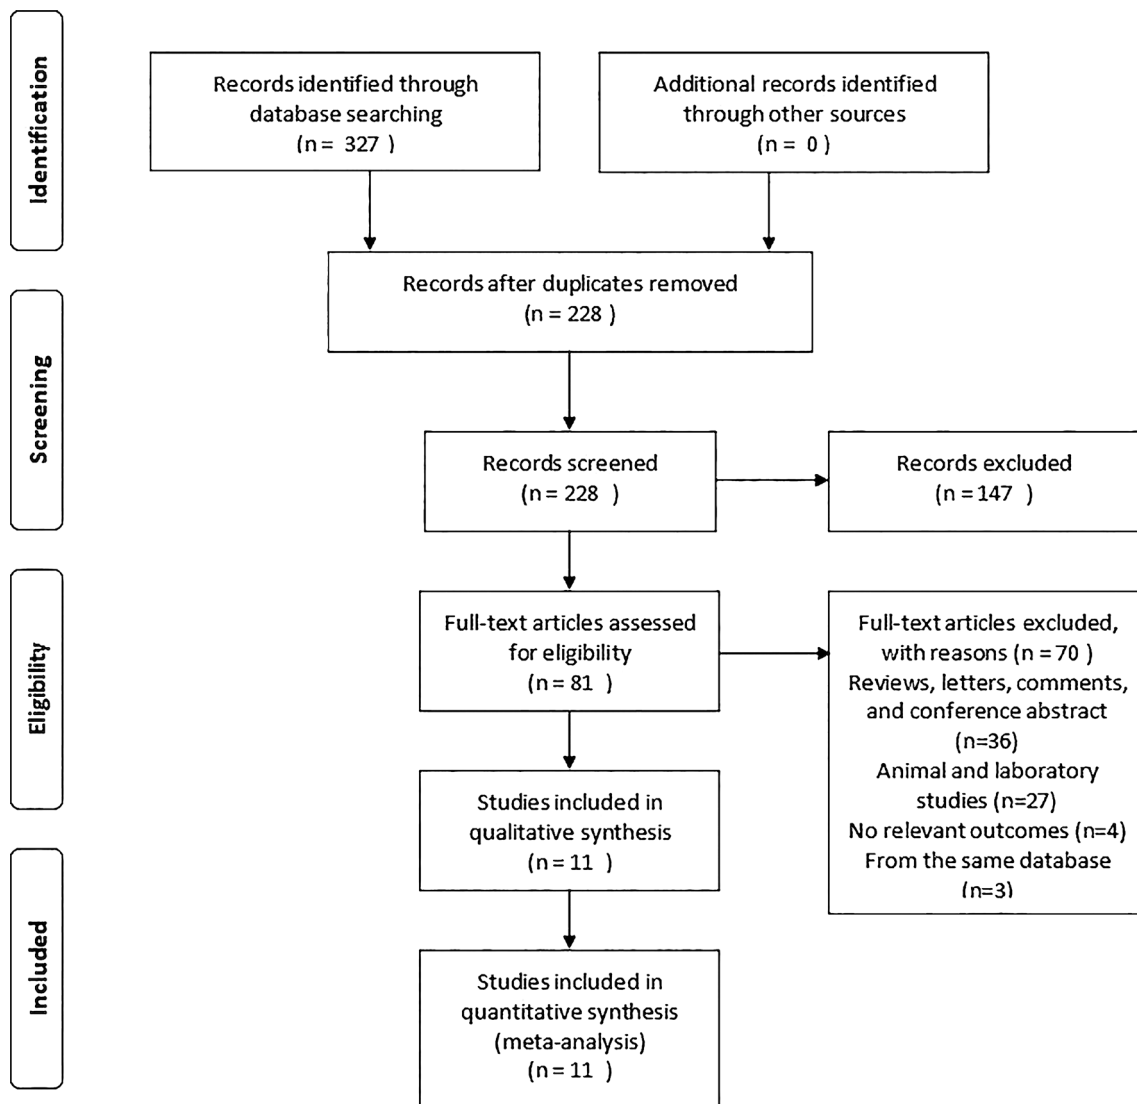 Identification
Records identified through
database searching
(n = 327 )
Additional records identified
through other sources
(n = 0 )
Records after duplicates removed
(n = 228 )
Screening
Records screened
(n = 228 )
Records excluded
(n = 147 )
Eligibility
Full-text articles assessed
for eligibility
(n = 81 )
Full-text articles excluded,
with reasons (n = 70 )
Reviews, letters, comments,
and conference abstract
(n=36)
Animal and laboratory
studies (n=27)
No relevant outcomes (n=4)
From the same database
(n=3)
Studies included in
qualitative synthesis
(n = 11 )
Included
Studies included in
quantitative synthesis
(meta-analysis)
(n = 11 )